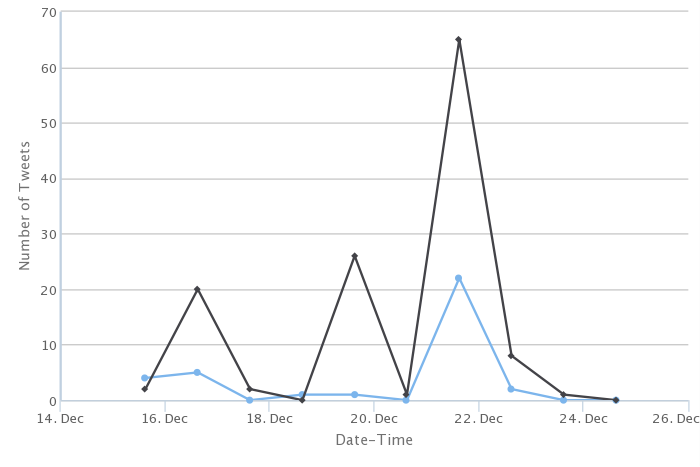 70
60
50
40
30
20
10
0
Number of Tweets
14. Dec
16. Dec
18. Dec
20. Dec
22. Dec
24. Dec
26. Dec
Date-Time